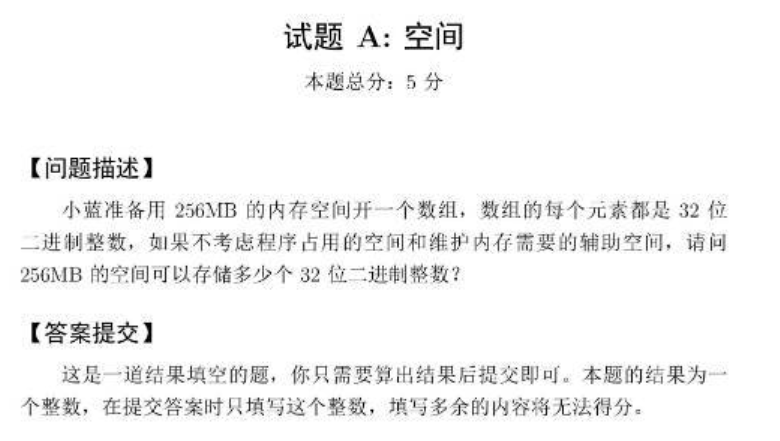 试题 A: 空间
本题总分：5 分
【问题描述】
小蓝准备用 256MB 的内存空间开一个数组，数组的每个元素都是 32 位
二进制整数，如果不考虑程序占用的空间和维护内存需要的辅助空间，请问
256MB 的空间可以存储多少个 32 位二进制整数？
【答案提交】
这是一道结果填空的题，你只需要算出结果后提交即可。本题的结果为一
个整数，在提交答案时只填写这个整数，填写多余的内容将无法得分。